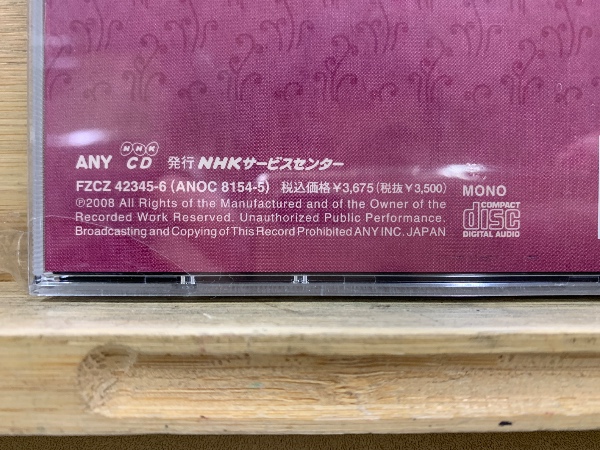 ANY NHK CD 発行 NHKサービスセンター
FZCZ 42345-6 (ANOC 8154-5) 税込価格¥3,675(税抜¥3,500)
℗2008 All Rights of the Manufactured and of the Owner of the
Recorded Work Reserved. Unauthorized Public Performance.
Broadcasting and Copying of This Record Prohibited ANY INC. JAPAN
MONO
COMPACT
disc
DIGITAL AUDIO